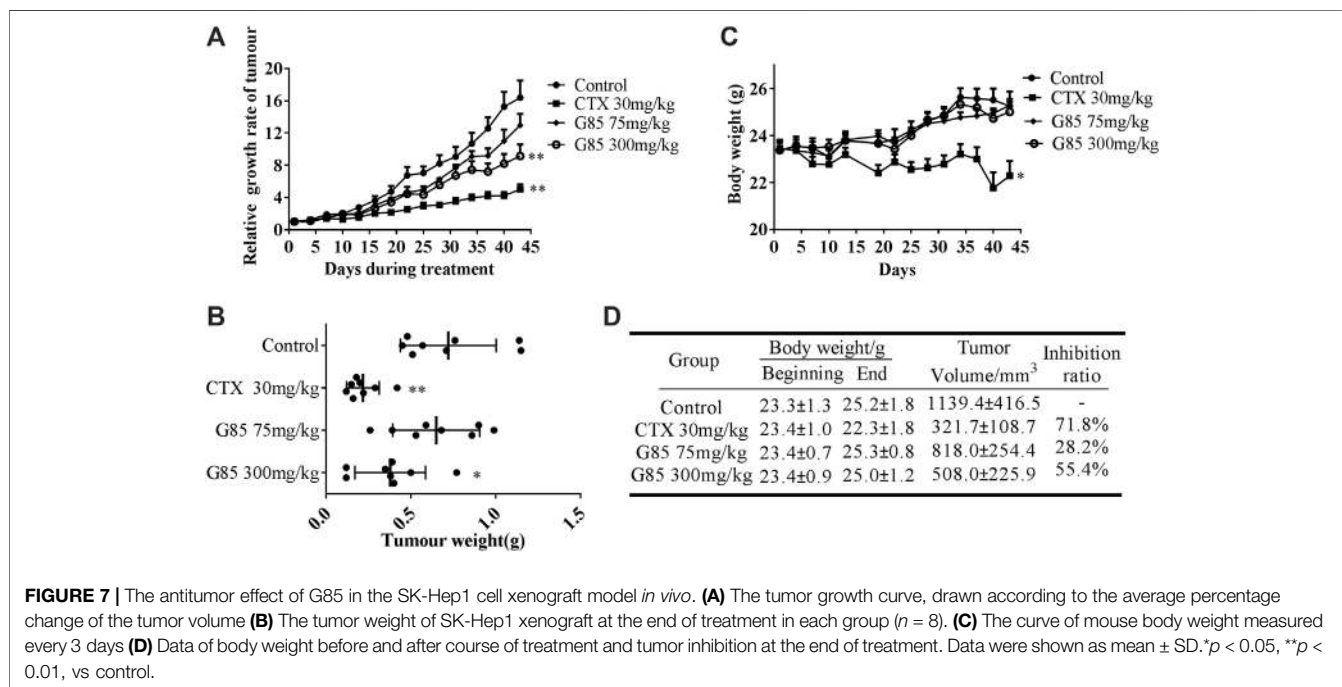 A
Relative growth rate of tumour
20
16
12
8
4
0
0 5 10 15 20 25 30 35 40 45
Days during treatment
Control
CTX 30mg/kg
G85 75mg/kg
G85 300mg/kg
**
**
C
Body weight (g)
26
24
22
20
0 5 10 15 20 25 30 35 40 45
Days
Control
CTX 30mg/kg
G85 75mg/kg
G85 300mg/kg
*
B
Control
CTX 30mg/kg
**
G85 75mg/kg
G85 300mg/kg
*
0.0 0.5 1.0 1.5
Tumour weight(g)
D
Group Body weight/g Tumor Inhibition
Beginning End Volume/mm³ ratio
Control 23.3±1.3 25.2±1.8 1139.4±416.5 -
CTX 30mg/kg 23.4±1.0 22.3±1.8 321.7±108.7 71.8%
G85 75mg/kg 23.4±0.7 25.3±0.8 818.0±254.4 28.2%
G85 300mg/kg 23.4±0.9 25.0±1.2 508.0±225.9 55.4%
FIGURE 7 | The antitumor effect of G85 in the SK-Hep1 cell xenograft model in vivo. (A) The tumor growth curve, drawn according to the average percentage
change of the tumor volume (B) The tumor weight of SK-Hep1 xenograft at the end of treatment in each group (n = 8). (C) The curve of mouse body weight measured
every 3 days (D) Data of body weight before and after course of treatment and tumor inhibition at the end of treatment. Data were shown as mean ± SD.*p < 0.05, **p <
0.01, vs control.